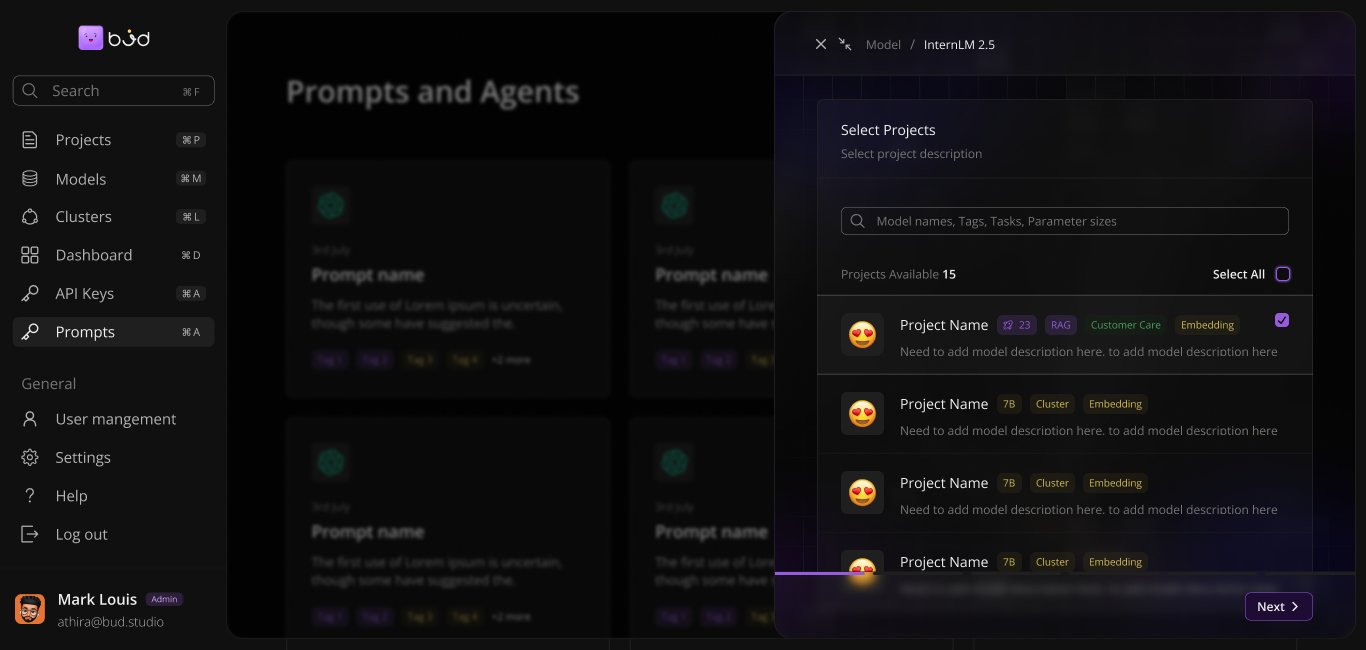 bud
Search ⌘ F
Projects ⌘ P
Models ⌘ M
Clusters ⌘ L
Dashboard ⌘ D
API Keys ⌘ A
Prompts ⌘ A
General
User mangement
Settings
Help
Log out
Mark Louis Admin
athira@bud.studio
Prompts and Agents
3rd july
Prompt name
The first use of Lorem ipsum is uncertain,
though some have suggested the.
Tag 1 Tag 2 Tag 3 Tag 4 +2 more
3rd july
Prompt name
The first use of Lorem
though some have
Tag 1 Tag 2 Tag 3
3rd july
Prompt name
The first use of Lorem ipsum is uncertain,
though some have suggested the.
Tag 1 Tag 2 Tag 3 Tag 4 +2 more
3rd july
Prompt name
The first use of Lorem
though some have
Tag 1 Tag 2 Tag 3
Model / InternLM 2.5
Select Projects
Select project description
Model names, Tags, Tasks, Parameter sizes
Projects Available 15 Select All
Project Name 23 RAG Customer Care Embedding
Need to add model description here. to add model description here
Project Name 7B Cluster Embedding
Need to add model description here. to add model description here
Project Name 7B Cluster Embedding
Need to add model description here. to add model description here
Project Name 7B Cluster Embedding
Next